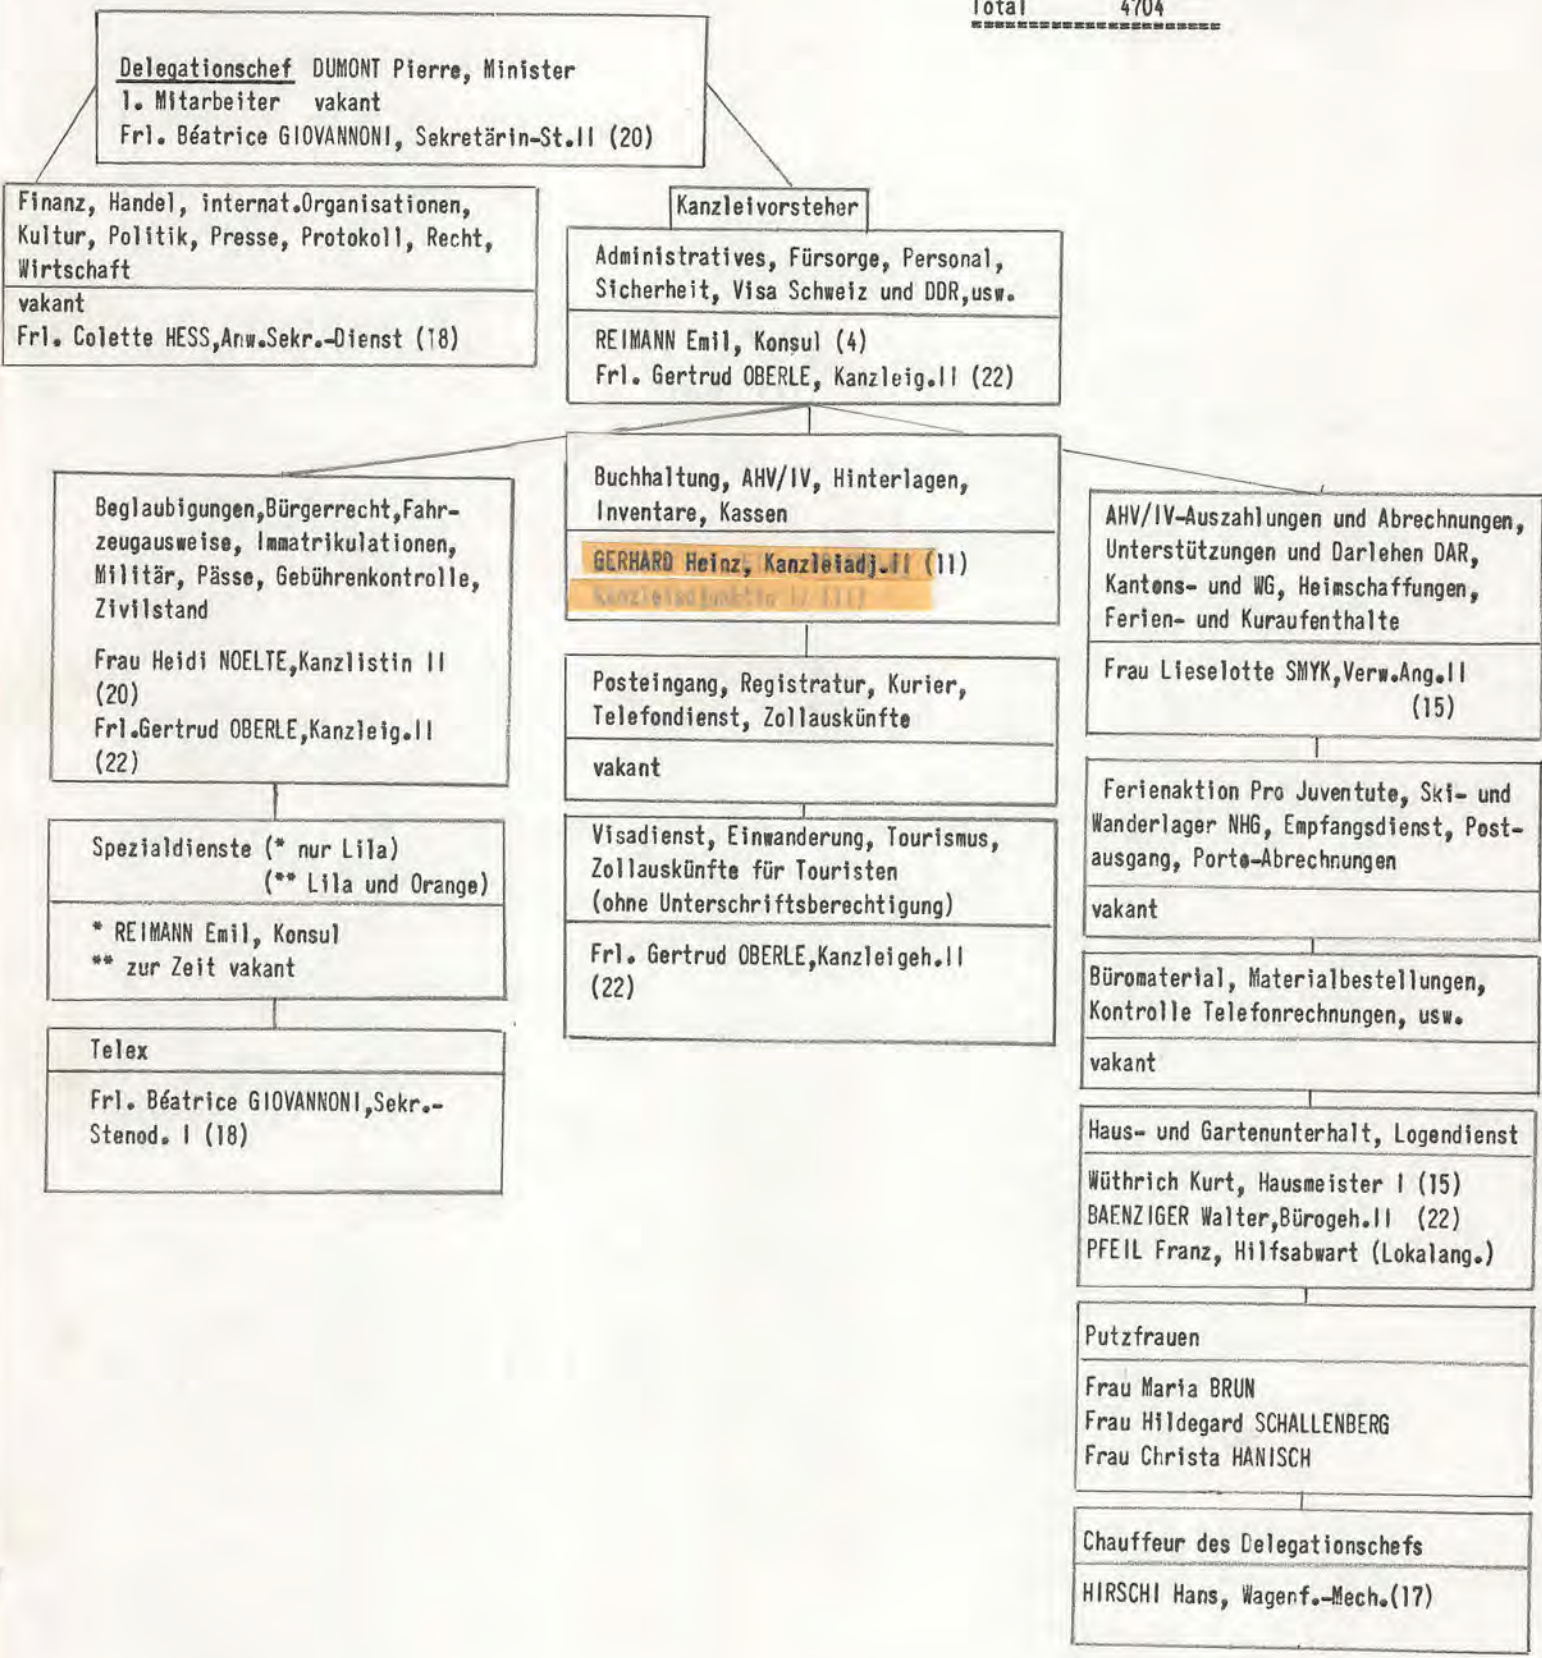 Total 4704
Delegationschef DUMONT Pierre, Minister
1. Mitarbeiter vakant
Frl. Béatrice GIOVANNONI, Sekretärin-St.II (20)
Finanz, Handel, internat.Organisationen,
Kultur, Politik, Presse, Protokoll, Recht,
Wirtschaft
vakant
Frl. Colette HESS,Anw.Sekr.-Dienst (18)
Kanzleivorsteher
Administratives, Fürsorge, Personal,
Sicherheit, Visa Schweiz und DDR,usw.
REIMANN Emil, Konsul (4)
Frl. Gertrud OBERLE, Kanzleig.II (22)
Beglaubigungen,Bürgerrecht,Fahr-
zeugausweise, Immatrikulationen,
Militär, Pässe, Gebührenkontrolle,
Zivilstand
Frau Heidi NOELTE,Kanzlistin II
(20)
Frl.Gertrud OBERLE,Kanzleig.II
(22)
Spezialdienste (* nur Lila)
(** Lila und Orange)
* REIMANN Emil, Konsul
** zur Zeit vakant
Telex
Frl. Béatrice GIOVANNONI,Sekr.-
Stenod. I (18)
Buchhaltung, AHV/IV, Hinterlagen,
Inventare, Kassen
GERHARD Heinz, Kanzleiadj.II (11)
Posteingang, Registratur, Kurier,
Telefondienst, Zollauskünfte
vakant
Visadienst, Einwanderung, Tourismus,
Zollauskünfte für Touristen
(ohne Unterschriftsberechtigung)
Frl. Gertrud OBERLE,Kanzleigeh.II
(22)
AHV/IV-Auszahlungen und Abrechnungen,
Unterstützungen und Darlehen DAR,
Kantons- und WG, Heimschaffungen,
Ferien- und Kuraufenthalte
Frau Lieselotte SMYK,Verw.Ang.II
(15)
Ferienaktion Pro Juventute, Ski- und
Wanderlager NHG, Empfangsdienst, Post-
ausgang, Porto-Abrechnungen
vakant
Büromaterial, Materialbestellungen,
Kontrolle Telefonrechnungen, usw.
vakant
Haus- und Gartenunterhalt, Logendienst
Wüthrich Kurt, Hausmeister I (15)
BAENZIGER Walter,Bürogeh.II (22)
PFEIL Franz, Hilfsabwart (Lokalang.)
Putzfrauen
Frau Maria BRUN
Frau Hildegard SCHALLENBERG
Frau Christa HANISCH
Chauffeur des Delegationschefs
HIRSCHI Hans, Wagenf.-Mech.(17)